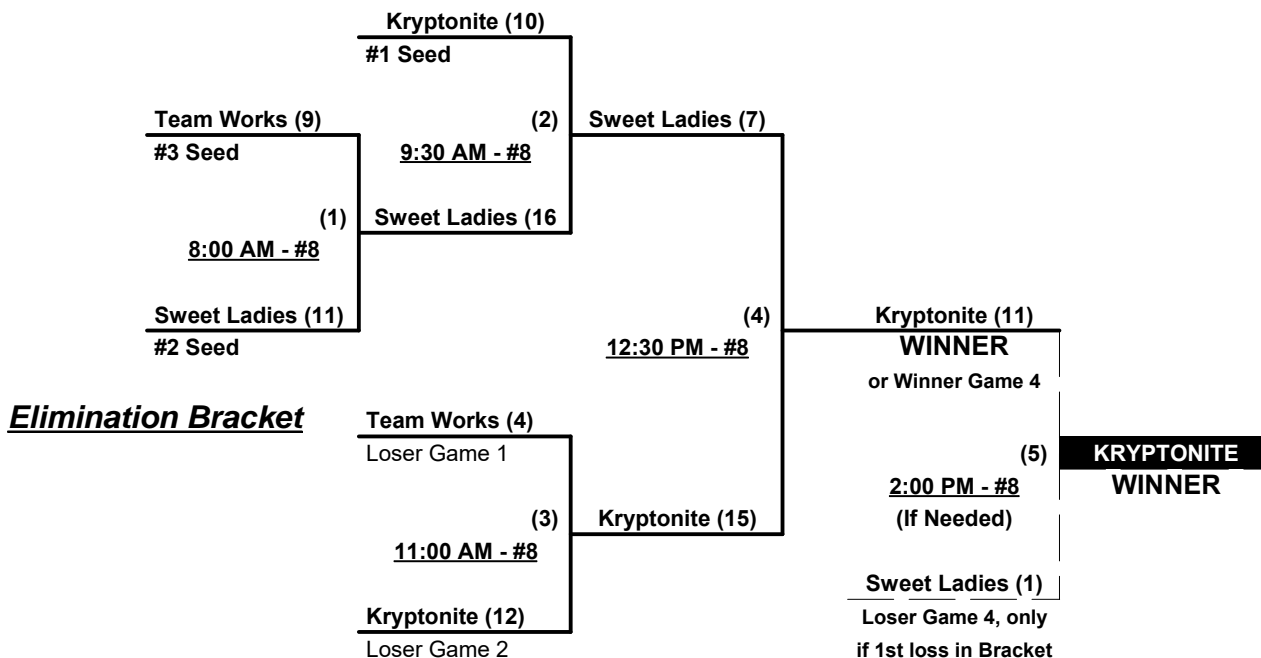 Kryptonite (10)
#1 Seed
Team Works (9)
(2)
Sweet Ladies (7)
#3 Seed
9:30 AM - #8
(1)
Sweet Ladies (16
8:00 AM - #8
Sweet Ladies (11)
(4)
Kryptonite (11)
#2 Seed
12:30 PM - #8
WINNER
or Winner Game 4
Elimination Bracket
Team Works (4)
Loser Game 1
(5)
KRYPTONITE
2:00 PM - #8
WINNER
(3)
Kryptonite (15)
(If Needed)
11:00 AM - #8
Sweet Ladies (1)
Kryptonite (12)
Loser Game 4, only
Loser Game 2
if 1st loss in Bracket